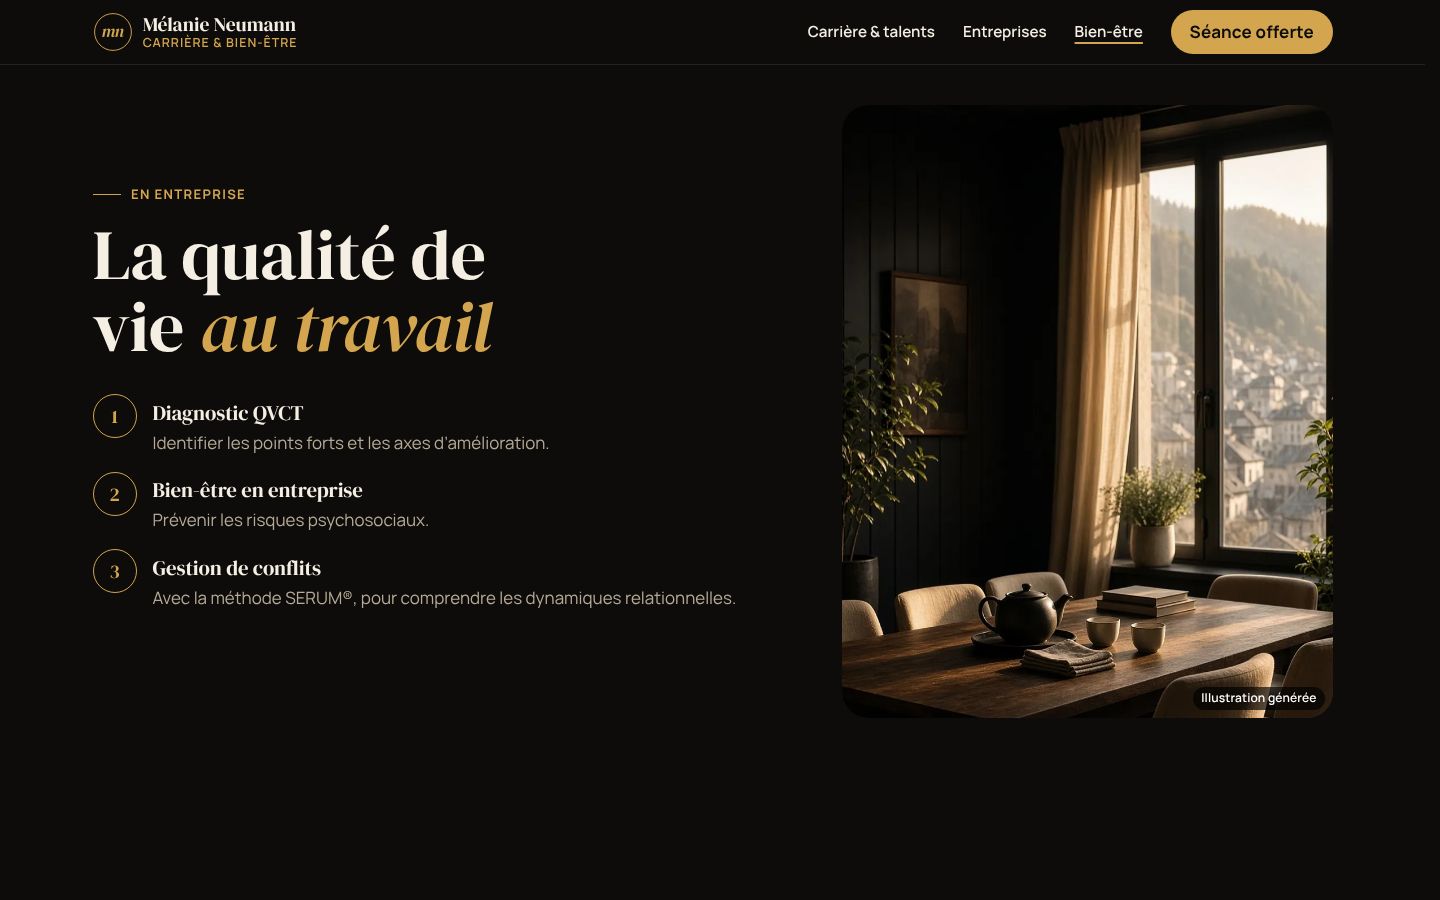 mn
Mélanie Neumann
CARRIÈRE & BIEN-ÊTRE
Carrière & talents
Entreprises
Bien-être
Séance offerte
EN ENTREPRISE
La qualité de
vie au travail
1
Diagnostic QVCT
Identifier les points forts et les axes d'amélioration.
2
Bien-être en entreprise
Prévenir les risques psychosociaux.
3
Gestion de conflits
Avec la méthode SERUM®, pour comprendre les dynamiques relationnelles.
Illustration générée